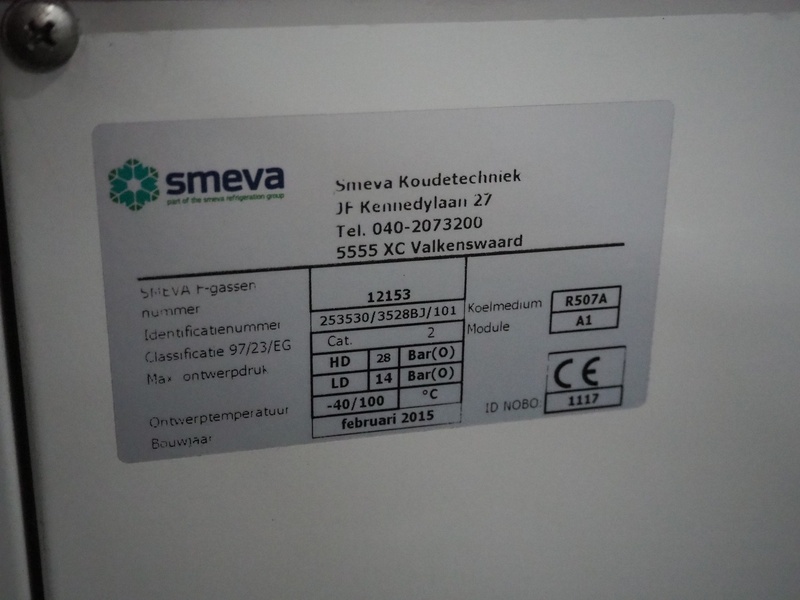 smeva
part of the smeva refrigeration group
Smeva Koudetechniek
JF Kennedylaan 27
Tel. 040-2073200
5555 XC Valkenswaard
SMEVA F-gassen nummer 12153
Identificatienummer 253530/3528BJ/101
Classificatie 97/23/EG Cat. 2
Max ontwerpdruk HD 28 Bar(O)
LD 14 Bar(O)
Ontwerptemperatuur -40/100 °C
Bouwjaar februari 2015
Koelmedium R507A
Module A1
CE
ID NOBO: 1117